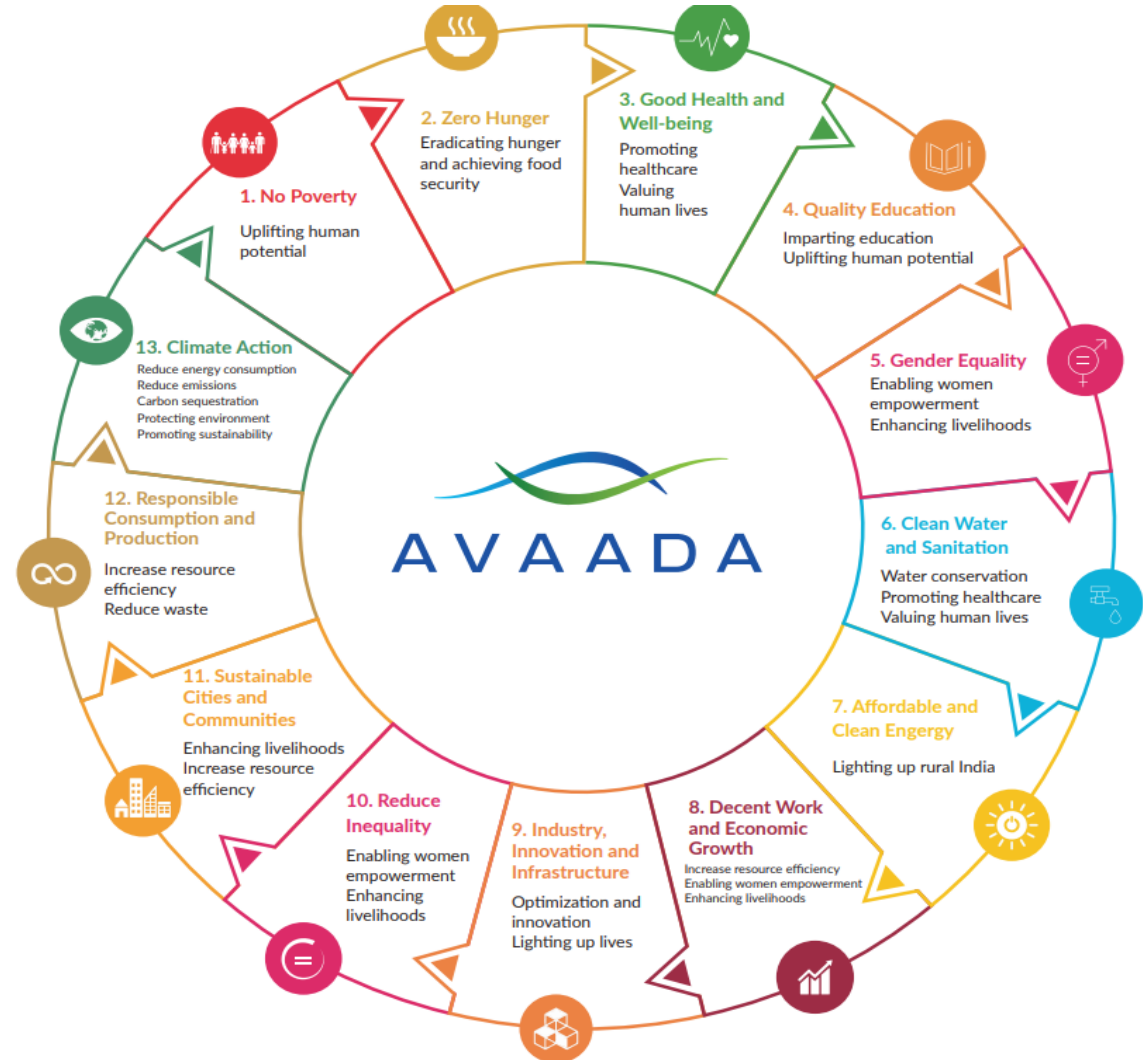 1. No Poverty
Uplifting human
potential
2. Zero Hunger
Eradicating hunger
and achieving food
security
3. Good Health and
Well-being
Promoting
healthcare
Valuing
human lives
4. Quality Education
Imparting education
Uplifting human potential
5. Gender Equality
Enabling women
empowerment
Enhancing livelihoods
6. Clean Water
and Sanitation
Water conservation
Promoting healthcare
Valuing human lives
7. Affordable and
Clean Engergy
Lighting up rural India
8. Decent Work
and Economic
Growth
Increase resource efficiency
Enabling women empowerment
Enhancing livelihoods
9. Industry,
Innovation and
Infrastructure
Optimization and
innovation
Lighting up lives
10. Reduce
Inequality
Enabling women
empowerment
Enhancing
livelihoods
11. Sustainable
Cities and
Communities
Enhancing livelihoods
Increase resource
efficiency
12. Responsible
Consumption and
Production
Increase resource
efficiency
Reduce waste
13. Climate Action
Reduce energy consumption
Reduce emissions
Carbon sequestration
Protecting environment
Promoting sustainability
AVAADA